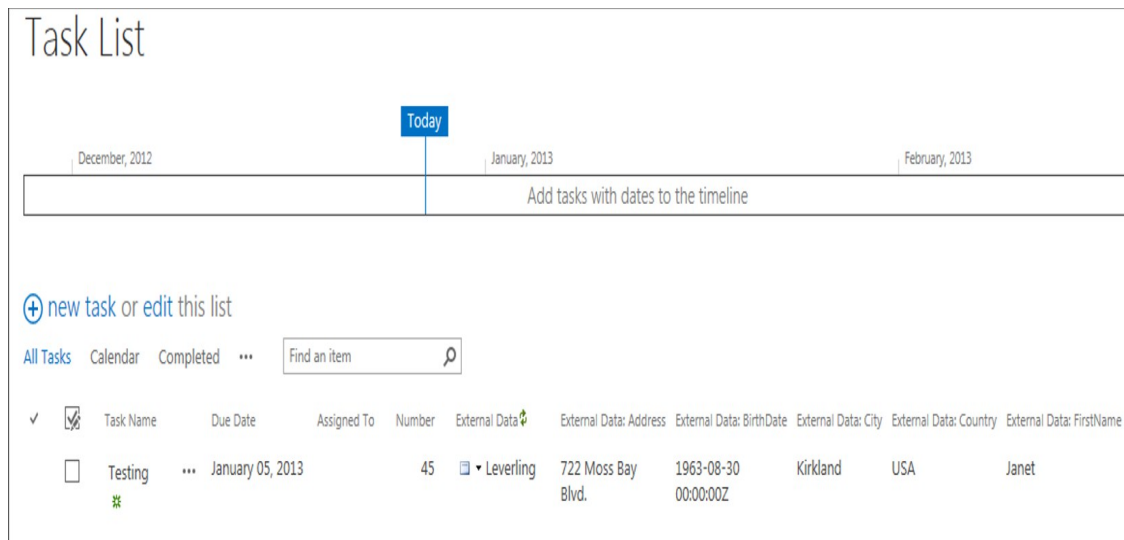 Task List
Today
December, 2012 January, 2013 February, 2013
Add tasks with dates to the timeline
new task or edit this list
All Tasks Calendar Completed ••• Find an item
Task Name Due Date Assigned To Number External Data External Data: Address External Data: BirthDate External Data: City External Data: Country External Data: FirstName
Testing ••• January 05, 2013 45 Leverling 722 Moss Bay 1963-08-30 Kirkland USA Janet
Blvd. 00:00:00Z